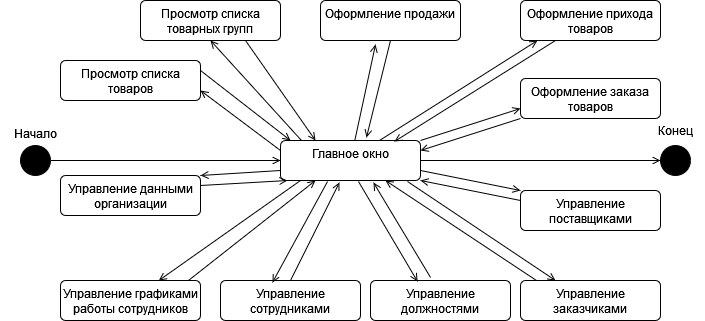 Просмотр списка
товарных групп
Оформление продажи
Оформление прихода
товаров
Просмотр списка
товаров
Оформление заказа
товаров
Начало
Главное окно
Конец
Управление данными
организации
Управление
поставщиками
Управление графиками
работы сотрудников
Управление
сотрудниками
Управление
должностями
Управление
заказчиками